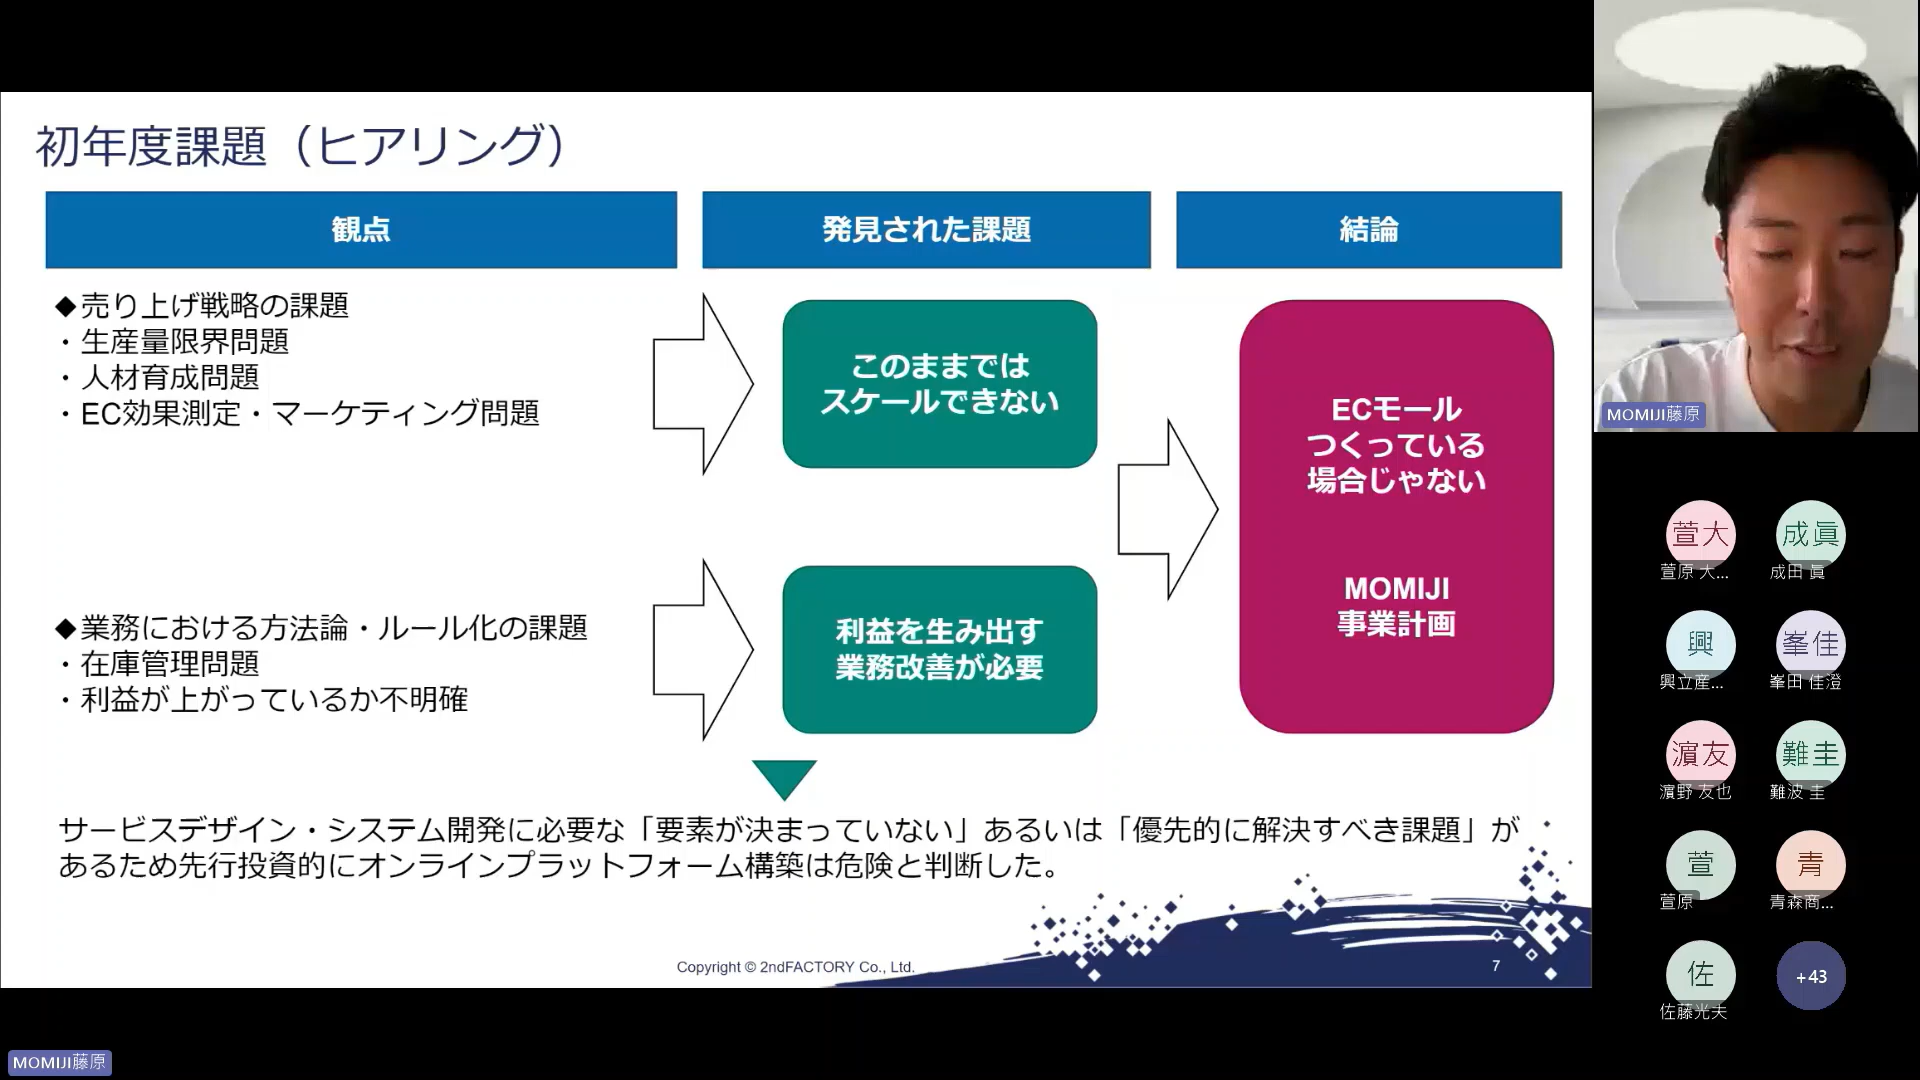 初年度課題（ヒアリング）
観点
発見された課題
結論
◆売り上げ戦略の課題
・生産量限界問題
・人材育成問題
・EC効果測定・マーケティング問題
このままでは
スケールできない
ECモール
つくっている
場合じゃない
MOMIJI
事業計画
◆業務における方法論・ルール化の課題
・在庫管理問題
・利益が上がっているか不明確
利益を生み出す
業務改善が必要
サービスデザイン・システム開発に必要な「要素が決まっていない」あるいは「優先的に解決すべき課題」が
あるため先行投資的にオンラインプラットフォーム構築は危険と判断した。
Copyright © 2ndFACTORY Co., Ltd.
7
MOMIJI藤原
萱大
萱原 大...
成眞
成田 眞
興
興立産...
峯佳
峯田 佳澄
濵友
濵野 友也
難圭
難波 圭
萱
萱原
青
青森商...
佐
佐藤光夫
+43
MOMIJI藤原